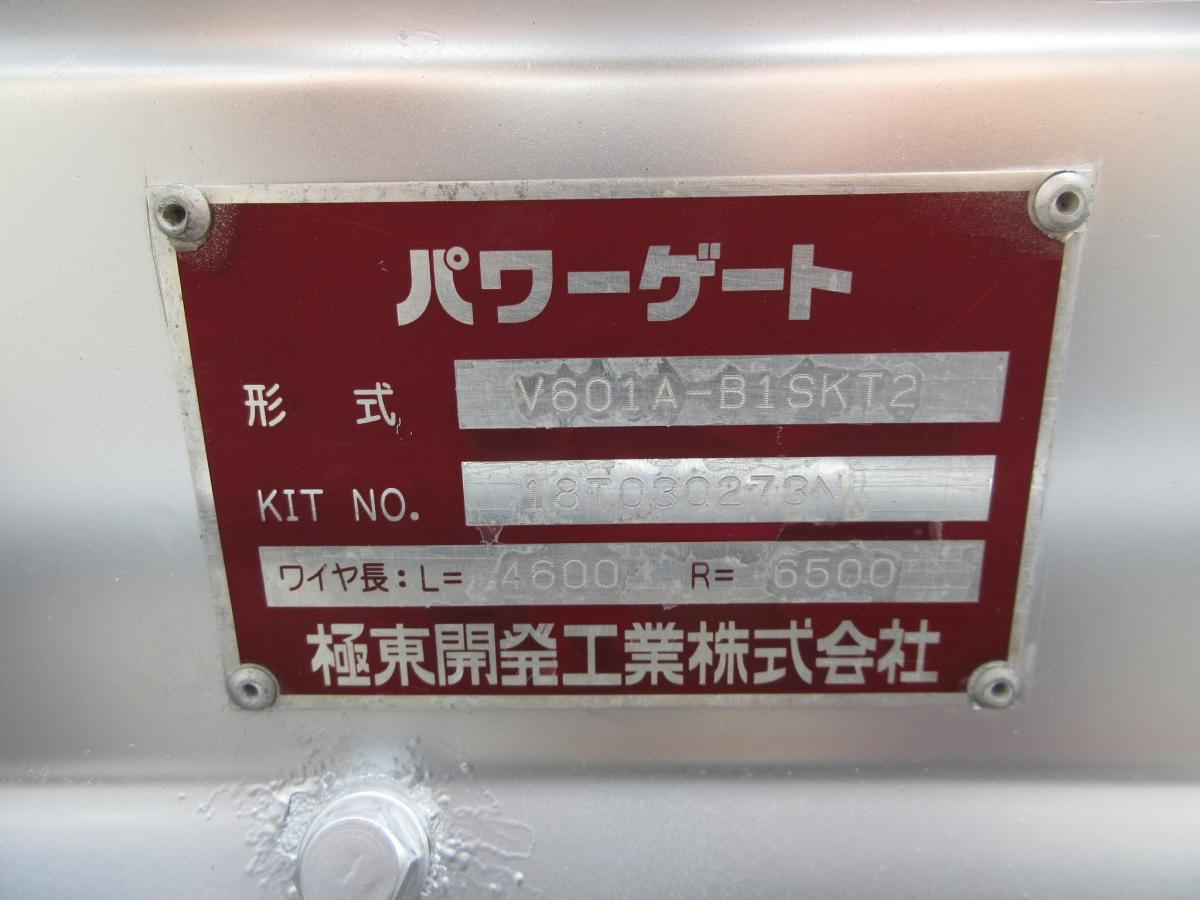 パワーゲート
形 式 V601A-B1SKT2
KIT NO. 18T030273N
ワイヤ長：L= 4600 R= 6500
極東開発工業株式会社